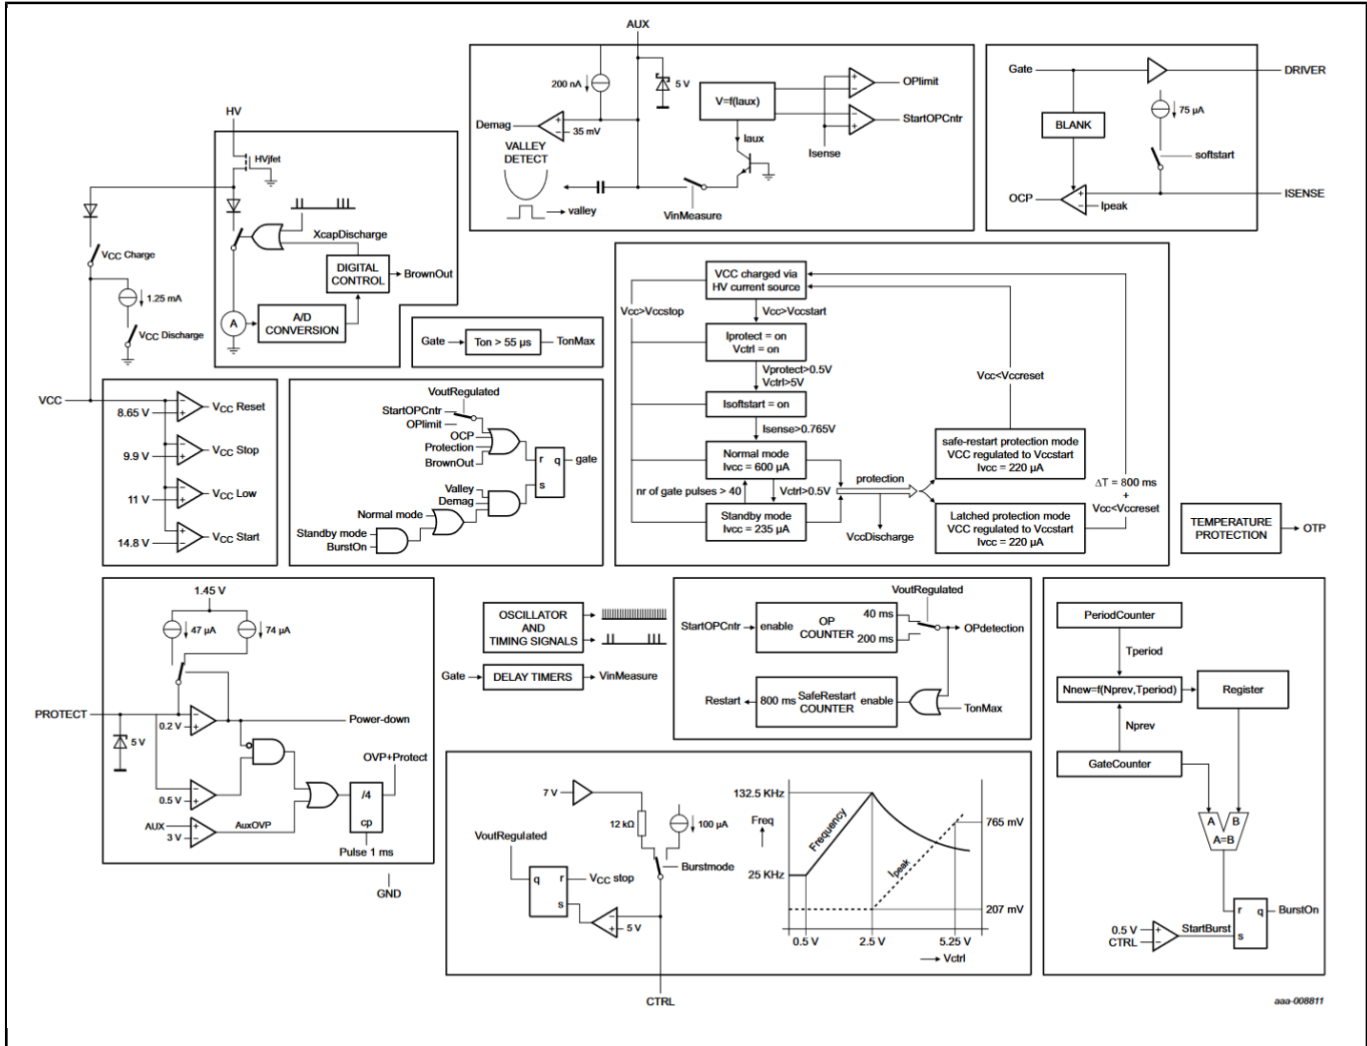 AUX
200 nA
5 V
Demag
35 mV
VALLEY
DETECT
valley
V=f(Iaux)
Iaux
VinMeasure
OPlimit
StartOPCntr
Isense
Gate
DRIVER
BLANK
75 µA
softstart
OCP
Ipeak
ISENSE
HV
HVjfet
XcapDischarge
DIGITAL
CONTROL
BrownOut
A
A/D
CONVERSION
VCC Charge
1.25 mA
VCC Discharge
Gate
Ton > 55 µs
TonMax
VCC
8.65 V
VCC Reset
9.9 V
VCC Stop
11 V
VCC Low
14.8 V
VCC Start
VoutRegulated
StartOPCntr
OPlimit
OCP
Protection
BrownOut
r
q
gate
s
Valley
Demag
Normal mode
Standby mode
BurstOn
VCC charged via
HV current source
Vcc>Vccstop
Vcc>Vccstart
Iprotect = on
Vctrl = on
Vprotect>0.5V
Vctrl>5V
Isoftstart = on
Isense>0.765V
Normal mode
Ivcc = 600 µA
nr of gate pulses > 40
Vctrl>0.5V
Standby mode
Ivcc = 235 µA
protection
VccDischarge
Vcc<Vccreset
safe-restart protection mode
VCC regulated to Vccstart
Ivcc = 220 µA
Latched protection mode
VCC regulated to Vccstart
Ivcc = 220 µA
ΔT = 800 ms
+
Vcc<Vccreset
TEMPERATURE
PROTECTION
OTP
1.45 V
47 µA
74 µA
PROTECT
5 V
0.2 V
Power-down
0.5 V
OVP+Protect
/4
cp
AUX
3 V
AuxOVP
Pulse 1 ms
GND
OSCILLATOR
AND
TIMING SIGNALS
Gate
DELAY TIMERS
VinMeasure
VoutRegulated
StartOPCntr
enable
OP
COUNTER
40 ms
200 ms
OPdetection
Restart
800 ms
SafeRestart
COUNTER
enable
TonMax
7 V
12 kΩ
100 µA
VoutRegulated
Burstmode
q
r
VCC stop
s
5 V
CTRL
132.5 KHz
Freq
25 KHz
Frequency
Ipeak
765 mV
207 mV
0.5 V
2.5 V
5.25 V
Vctrl
PeriodCounter
Tperiod
Nnew=f(Nprev,Tperiod)
Register
Nprev
GateCounter
A
B
A=B
r
q
BurstOn
s
0.5 V
CTRL
StartBurst
aaa-008811